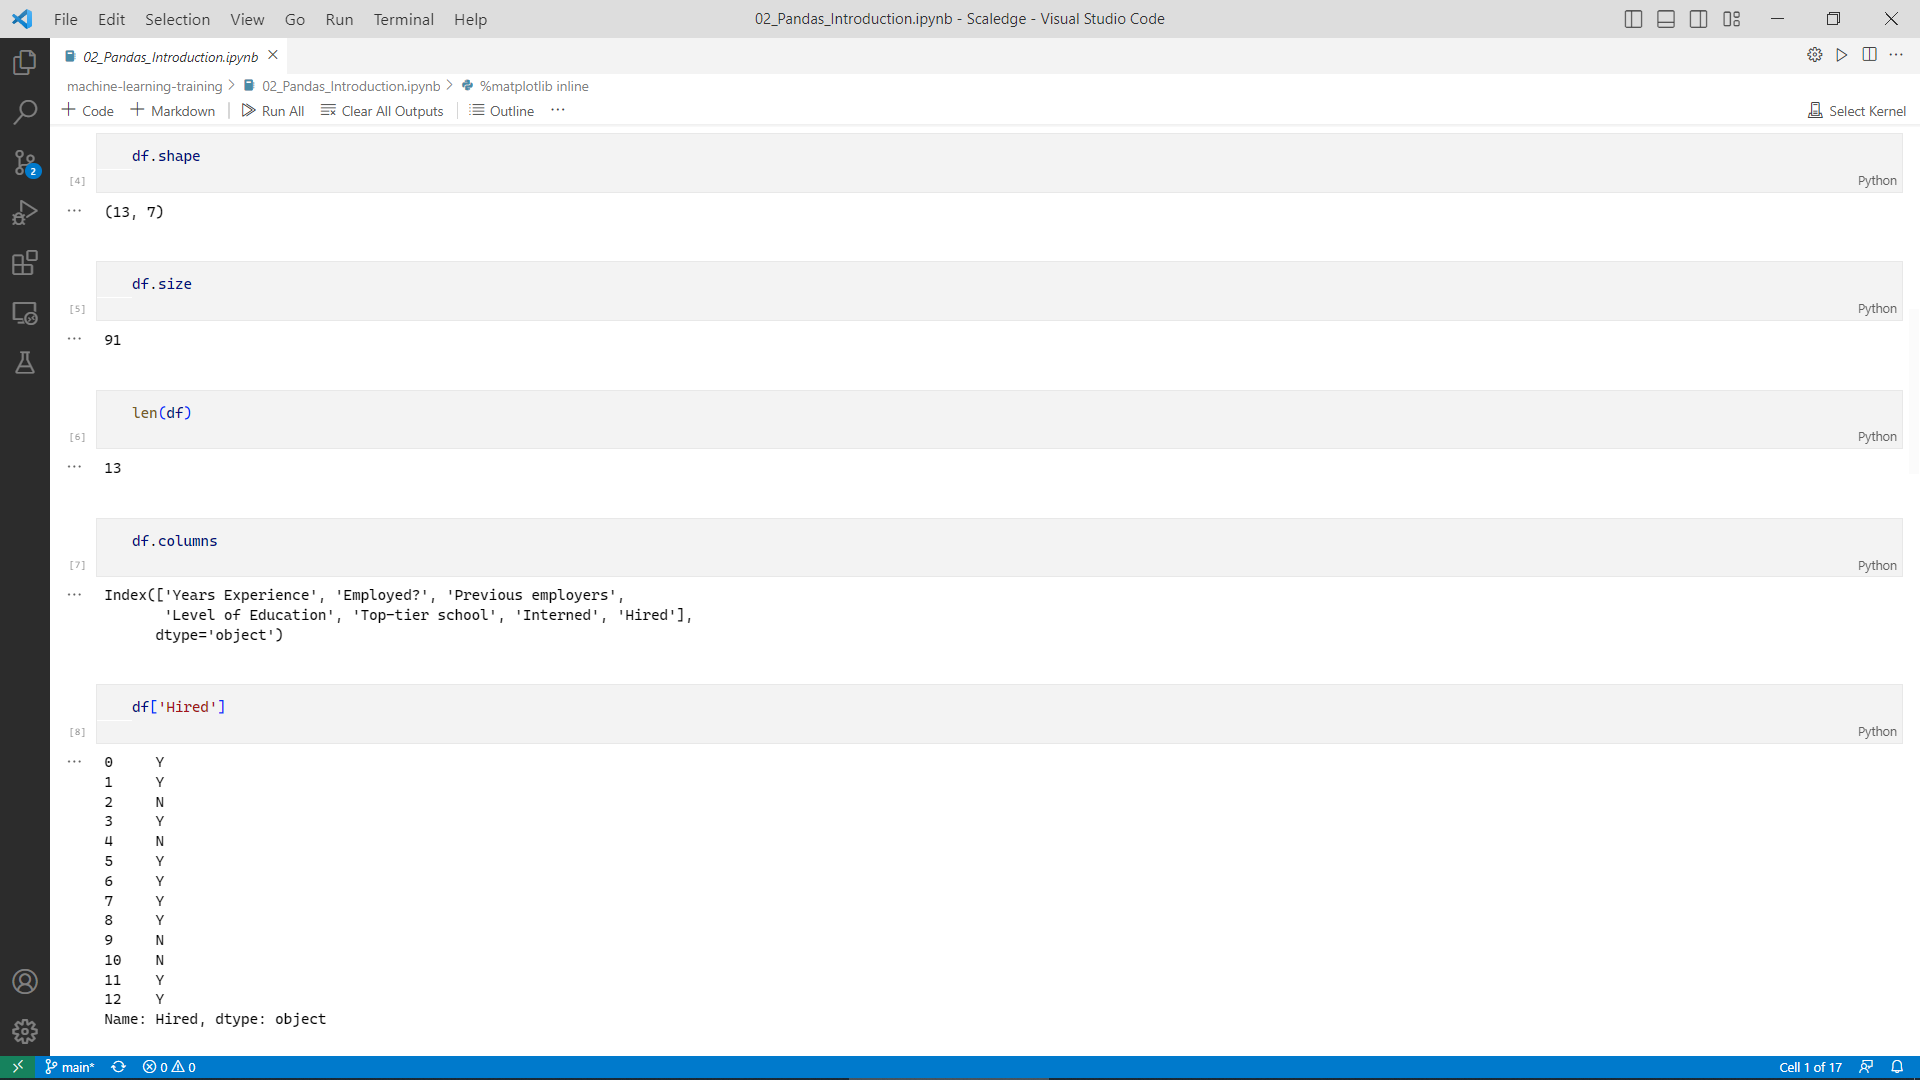 File Edit Selection View Go Run Terminal Help
02_Pandas_Introduction.ipynb - Scaledge - Visual Studio Code
02_Pandas_Introduction.ipynb
machine-learning-training > 02_Pandas_Introduction.ipynb > %matplotlib inline
+ Code + Markdown | Run All Clear All Outputs | Outline ...
Select Kernel
df.shape
[4]
Python
(13, 7)
df.size
[5]
Python
91
len(df)
[6]
Python
13
df.columns
[7]
Python
Index(['Years Experience', 'Employed?', 'Previous employers',
'Level of Education', 'Top-tier school', 'Interned', 'Hired'],
dtype='object')
df['Hired']
[8]
Python
0 Y
1 Y
2 N
3 Y
4 N
5 Y
6 Y
7 Y
8 Y
9 N
10 N
11 Y
12 Y
Name: Hired, dtype: object
2
main* 0 0
Cell 1 of 17